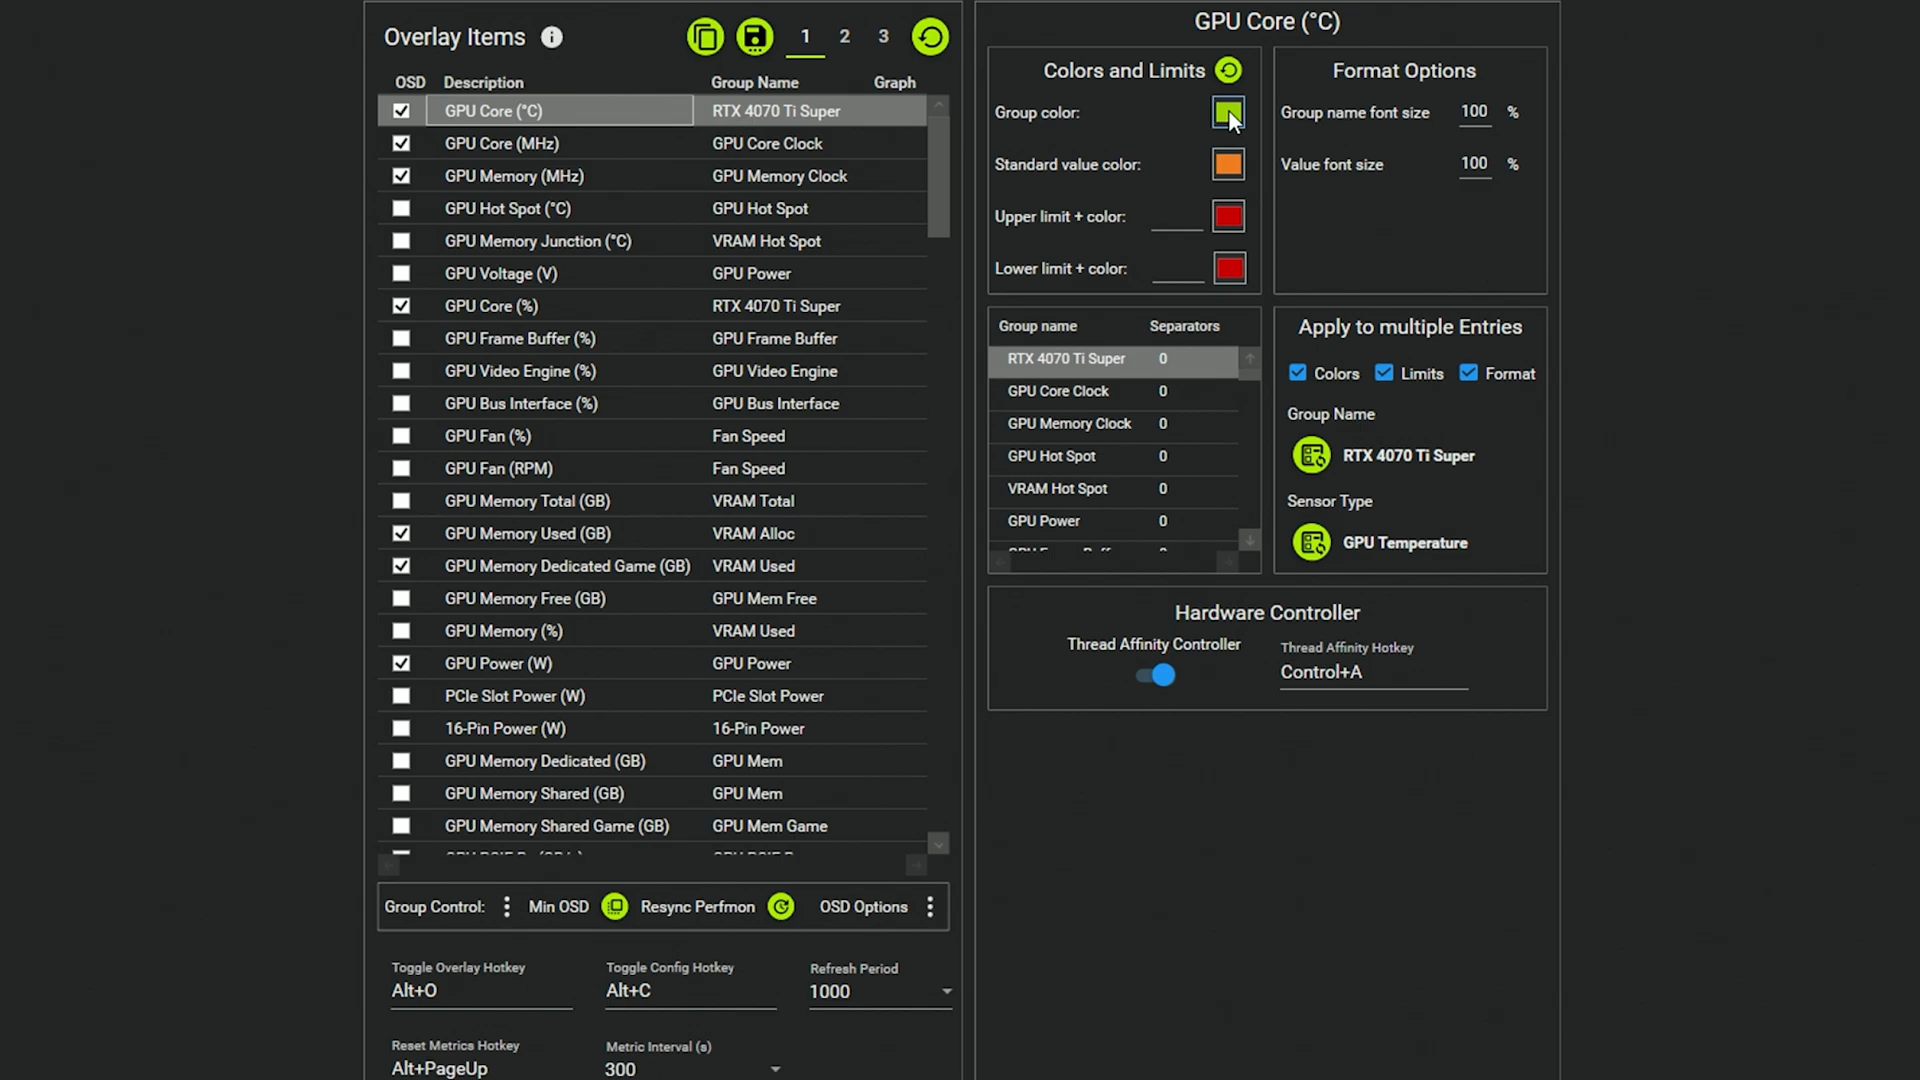 Overlay Items
1 2 3
OSD Description Group Name Graph
GPU Core (°C) RTX 4070 Ti Super
GPU Core (MHz) GPU Core Clock
GPU Memory (MHz) GPU Memory Clock
GPU Hot Spot (°C) GPU Hot Spot
GPU Memory Junction (°C) VRAM Hot Spot
GPU Voltage (V) GPU Power
GPU Core (%) RTX 4070 Ti Super
GPU Frame Buffer (%) GPU Frame Buffer
GPU Video Engine (%) GPU Video Engine
GPU Bus Interface (%) GPU Bus Interface
GPU Fan (%) Fan Speed
GPU Fan (RPM) Fan Speed
GPU Memory Total (GB) VRAM Total
GPU Memory Used (GB) VRAM Alloc
GPU Memory Dedicated Game (GB) VRAM Used
GPU Memory Free (GB) GPU Mem Free
GPU Memory (%) VRAM Used
GPU Power (W) GPU Power
PCIe Slot Power (W) PCIe Slot Power
16-Pin Power (W) 16-Pin Power
GPU Memory Dedicated (GB) GPU Mem
GPU Memory Shared (GB) GPU Mem
GPU Memory Shared Game (GB) GPU Mem Game
Group Control: Min OSD Resync Perfmon OSD Options
Toggle Overlay Hotkey Toggle Config Hotkey Refresh Period
Alt+O Alt+C 1000
Reset Metrics Hotkey Metric Interval (s)
Alt+PageUp 300
GPU Core (°C)
Colors and Limits
Group color:
Standard value color:
Upper limit + color:
Lower limit + color:
Format Options
Group name font size 100 %
Value font size 100 %
Group name Separators
RTX 4070 Ti Super 0
GPU Core Clock 0
GPU Memory Clock 0
GPU Hot Spot 0
VRAM Hot Spot 0
GPU Power 0
Apply to multiple Entries
Colors Limits Format
Group Name
RTX 4070 Ti Super
Sensor Type
GPU Temperature
Hardware Controller
Thread Affinity Controller Thread Affinity Hotkey
Control+A